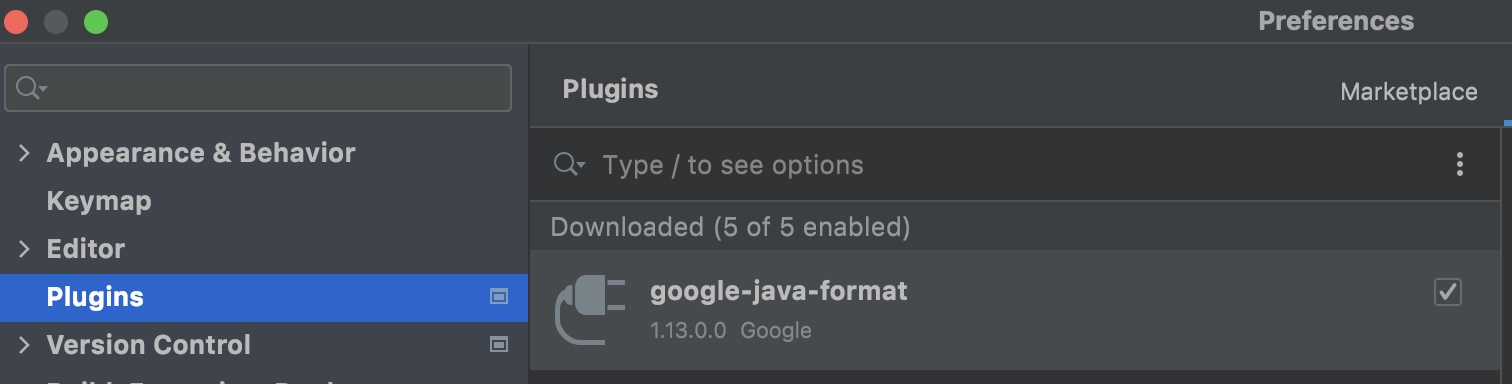 Preferences
Appearance & Behavior
Keymap
Editor
Plugins
Version Control
Plugins
Marketplace
Type / to see options
Downloaded (5 of 5 enabled)
google-java-format
1.13.0.0 Google